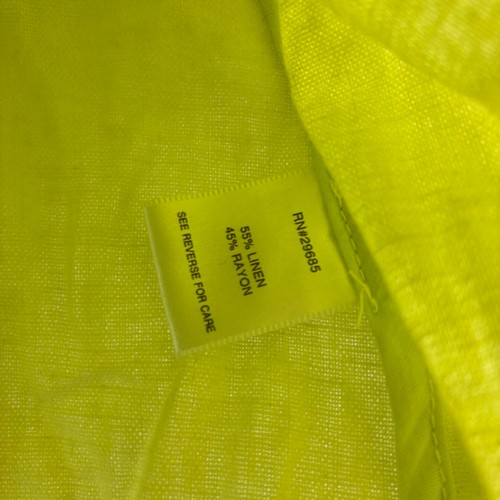 RN#29685
55% LINEN
45% RAYON
SEE REVERSE FOR CARE